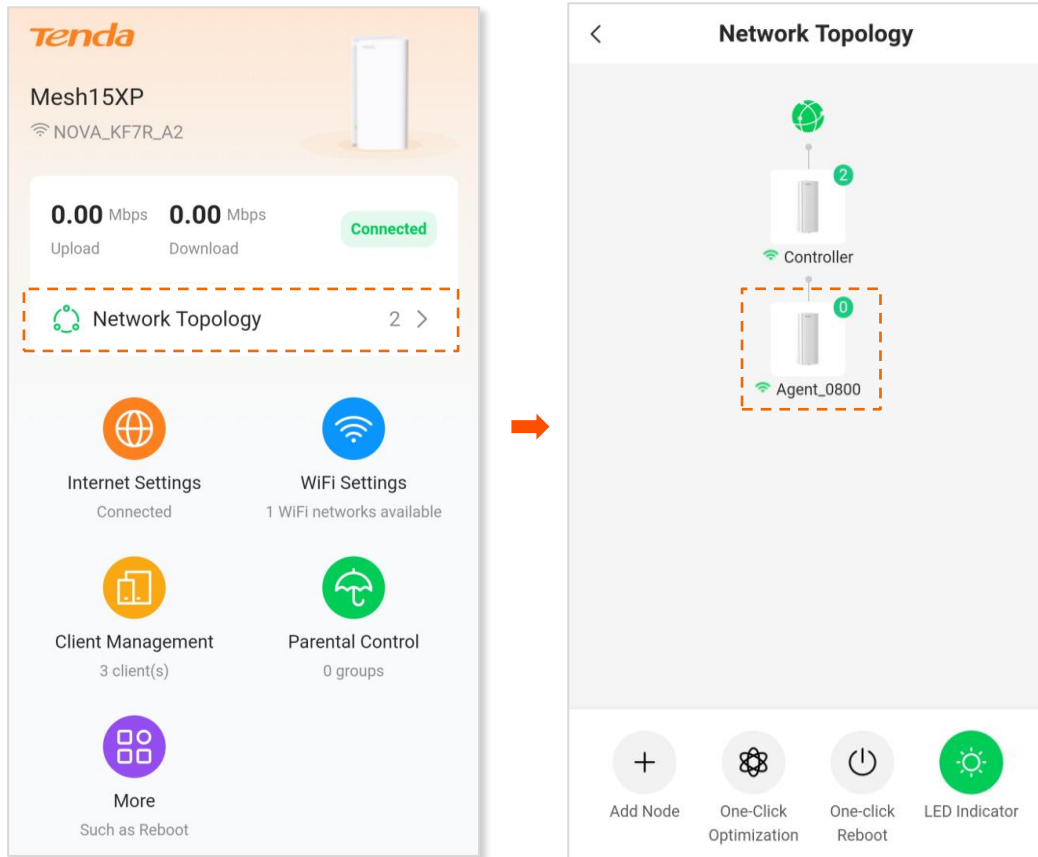 Tenda
Mesh15XP
NOVA_KF7R_A2
0.00 Mbps 0.00 Mbps
Upload Download
Connected
Network Topology 2
Internet Settings
Connected
WiFi Settings
1 WiFi networks available
Client Management
3 client(s)
Parental Control
0 groups
More
Such as Reboot
Network Topology
2
Controller
0
Agent_0800
Add Node
One-Click
Optimization
One-click
Reboot
LED Indicator